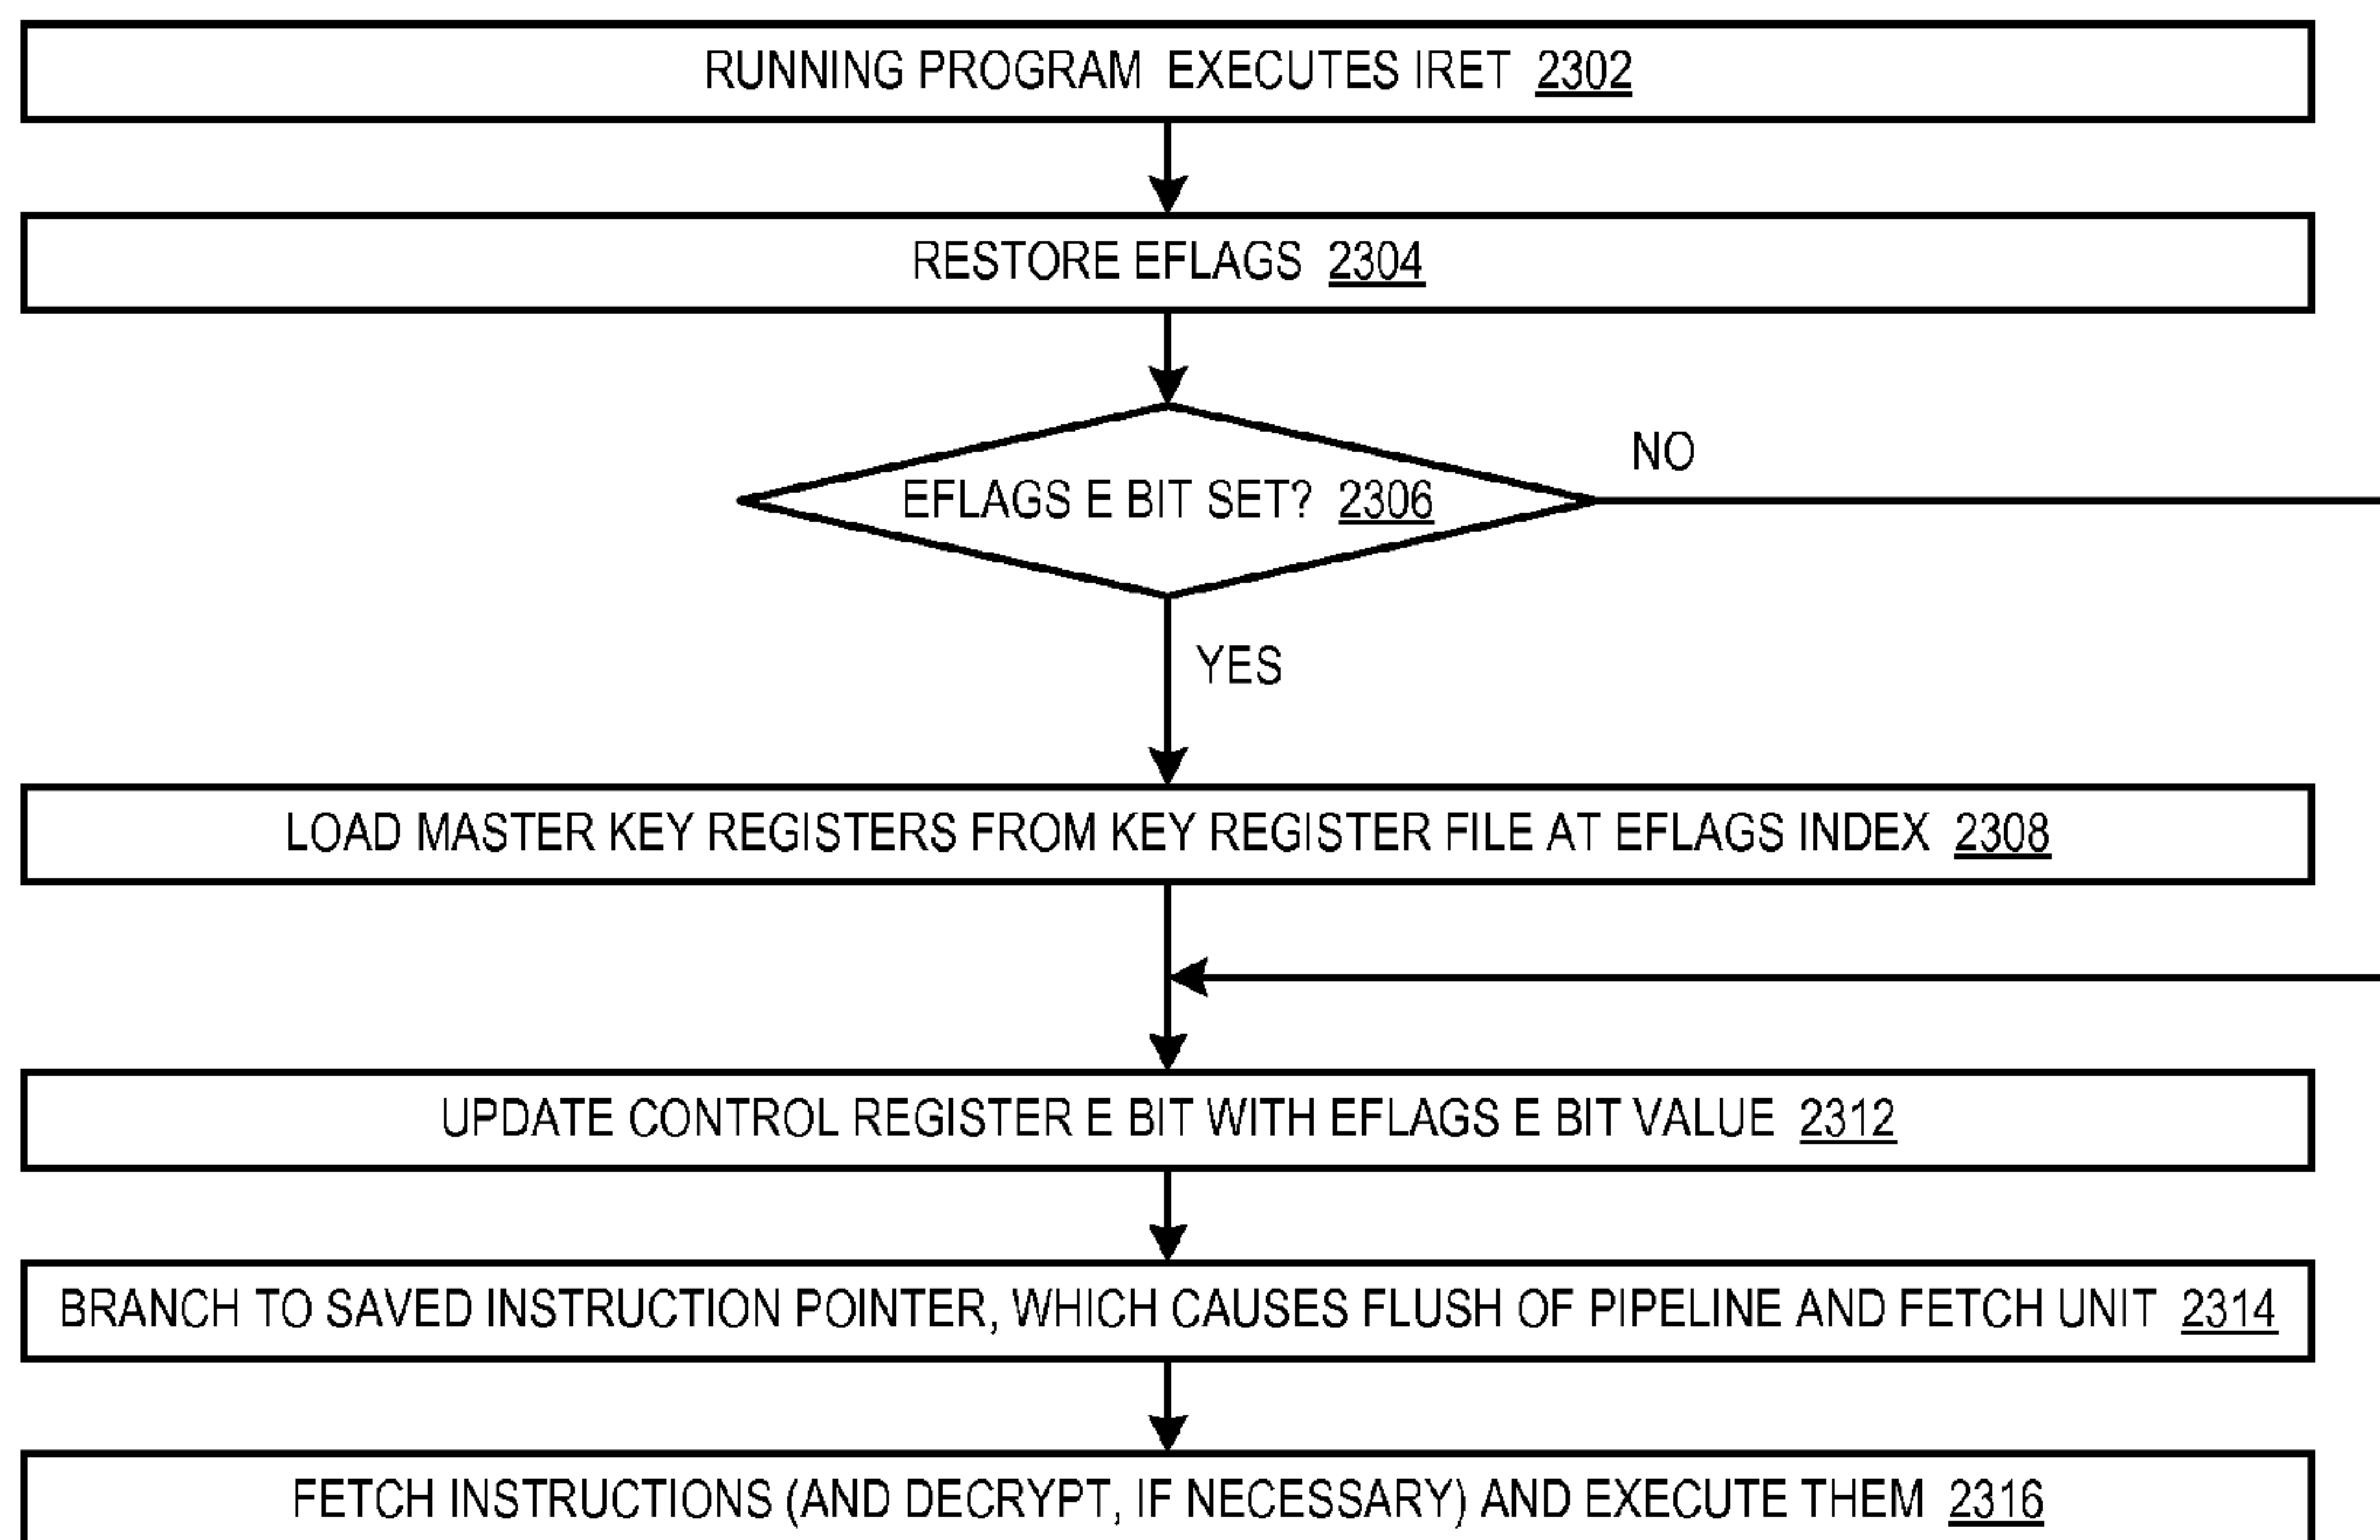 RUNNING PROGRAM EXECUTES IRET 2302
RESTORE EFLAGS 2304
NO
EFLAGS E BIT SET? 2306
YES
LOAD MASTER KEY REGISTERS FROM KEY REGISTER FILE AT EFLAGS INDEX 2308
UPDATE CONTROL REGISTER E BIT WITH EFLAGS E BIT VALUE 2312
BRANCH TO SAVED INSTRUCTION POINTER, WHICH CAUSES FLUSH OF PIPELINE AND FETCH UNIT 2314
FETCH INSTRUCTIONS (AND DECRYPT, IF NECESSARY) AND EXECUTE THEM 2316